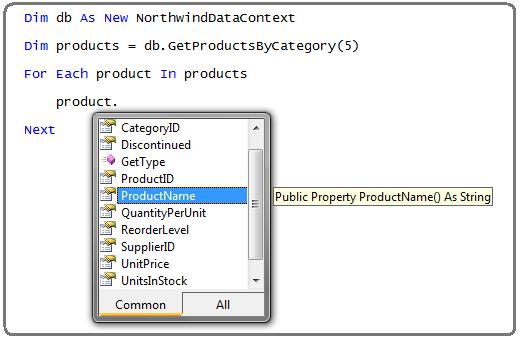 Dim db As New NorthwindDataContext
Dim products = db.GetProductsByCategory(5)
For Each product In products
product.
Next
CategoryID
Discontinued
GetType
ProductID
ProductName
Public Property ProductName() As String
QuantityPerUnit
ReorderLevel
SupplierID
UnitPrice
UnitsInStock
Common
All